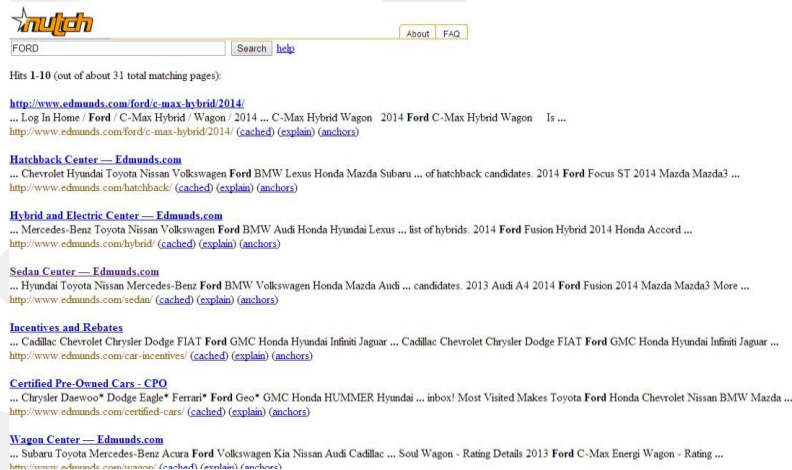 nutch
About FAQ
FORD Search help
Hits 1-10 (out of about 31 total matching pages):
http://www.edmunds.com/ford/c-max-hybrid/2014/
... Log In Home / Ford / C-Max Hybrid / Wagon / 2014 ... C-Max Hybrid Wagon 2014 Ford C-Max Hybrid Wagon Is ...
http://www.edmunds.com/ford/c-max-hybrid/2014/ (cached) (explain) (anchors)
Hatchback Center — Edmunds.com
... Chevrolet Hyundai Toyota Nissan Volkswagen Ford BMW Lexus Honda Mazda Subaru ... of hatchback candidates. 2014 Ford Focus ST 2014 Mazda Mazda3 ...
http://www.edmunds.com/hatchback/ (cached) (explain) (anchors)
Hybrid and Electric Center — Edmunds.com
... Mercedes-Benz Toyota Nissan Volkswagen Ford BMW Audi Honda Hyundai Lexus ... list of hybrids. 2014 Ford Fusion Hybrid 2014 Honda Accord ...
http://www.edmunds.com/hybrid/ (cached) (explain) (anchors)
Sedan Center — Edmunds.com
... Hyundai Toyota Nissan Mercedes-Benz Ford BMW Volkswagen Honda Mazda Audi ... candidates. 2013 Audi A4 2014 Ford Fusion 2014 Mazda Mazda3 More ...
http://www.edmunds.com/sedan/ (cached) (explain) (anchors)
Incentives and Rebates
... Cadillac Chevrolet Chrysler Dodge FIAT Ford GMC Honda Hyundai Infiniti Jaguar ... Cadillac Chevrolet Chrysler Dodge FIAT Ford GMC Honda Hyundai Infiniti Jaguar ...
http://www.edmunds.com/car-incentives/ (cached) (explain) (anchors)
Certified Pre-Owned Cars - CPO
... Chrysler Daewoo* Dodge Eagle* Ferrari* Ford Geo* GMC Honda HUMMER Hyundai ... inbox! Most Visited Makes Toyota Ford Honda Chevrolet Nissan BMW Mazda ...
http://www.edmunds.com/certified-cars/ (cached) (explain) (anchors)
Wagon Center — Edmunds.com
... Subaru Toyota Mercedes-Benz Acura Ford Volkswagen Kia Nissan Audi Cadillac ... Soul Wagon - Rating Details 2013 Ford C-Max Energi Wagon - Rating ...
http://www.edmunds.com/wagon/ (cached) (explain) (anchors)